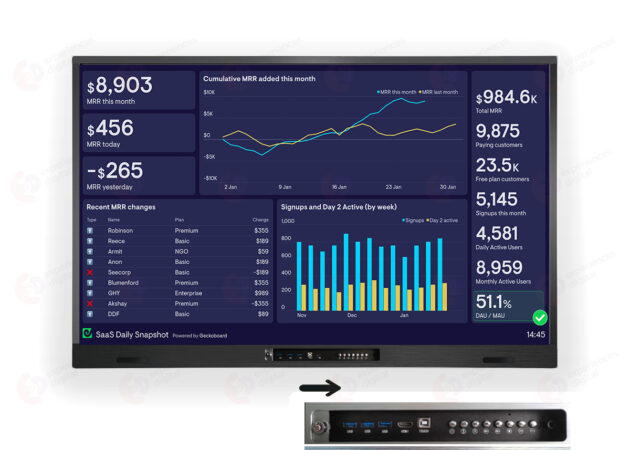 $8,903
MRR this month
$456
MRR today
-$265
MRR yesterday
Cumulative MRR added this month
MRR this month MRR last month
$10K
$5K
$0
-$5K
-$10K
2 Jan 9 Jan 16 Jan 23 Jan 30 Jan
Recent MRR changes
Type Name Plan Change
Robinson Premium $355
Reece Basic $189
Armit NGO $59
Anon Basic $189
Seecorp Basic -$189
Blumenford Premium $355
GHY Enterprise $989
Akshay Premium -$355
DDF Basic $89
Signups and Day 2 Active (by week)
Signups Day 2 active
1,000
800
600
400
200
0
Nov Dec Jan
$984.6K
Total MRR
9,875
Paying customers
23.5K
Free plan customers
5,145
Signups this month
4,581
Daily Active Users
8,959
Monthly Active Users
51.1%
DAU / MAU
SaaS Daily Snapshot Powered by Geckoboard
14:45
USB USB USB HDMI TOUCH